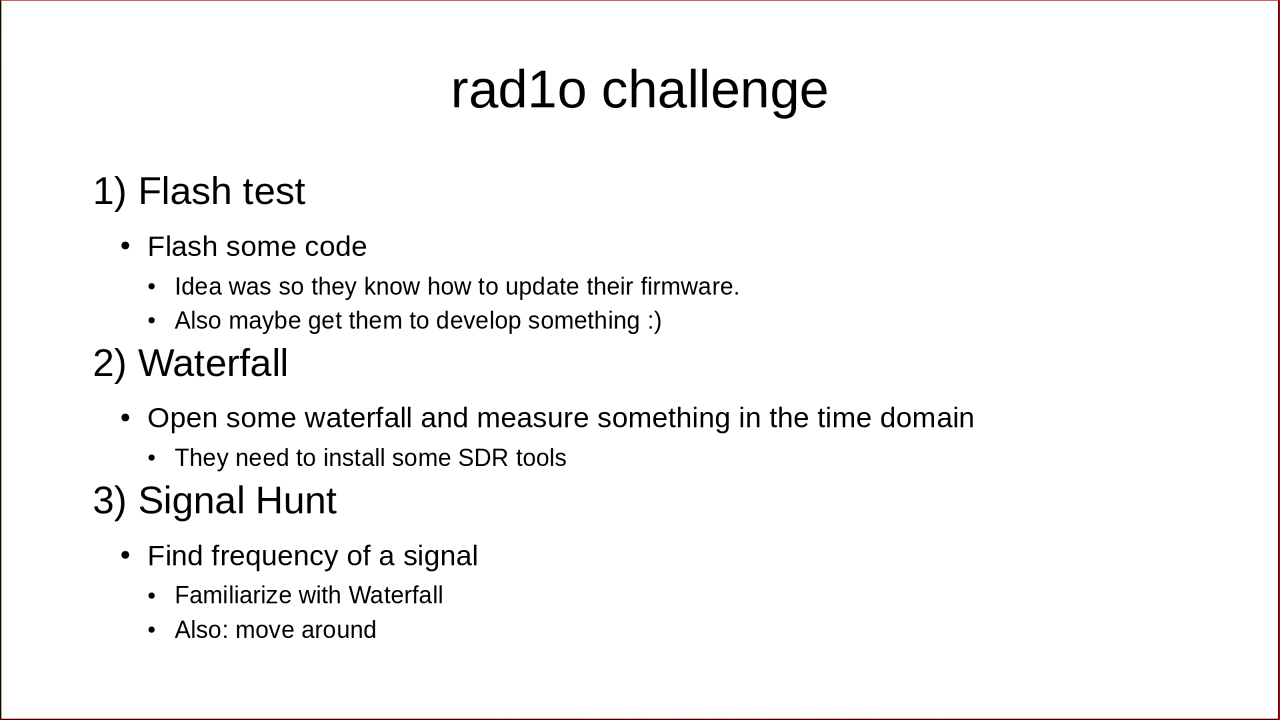 rad1o challenge
1) Flash test
• Flash some code
• Idea was so they know how to update their firmware.
• Also maybe get them to develop something :)
2) Waterfall
• Open some waterfall and measure something in the time domain
• They need to install some SDR tools
3) Signal Hunt
• Find frequency of a signal
• Familiarize with Waterfall
• Also: move around